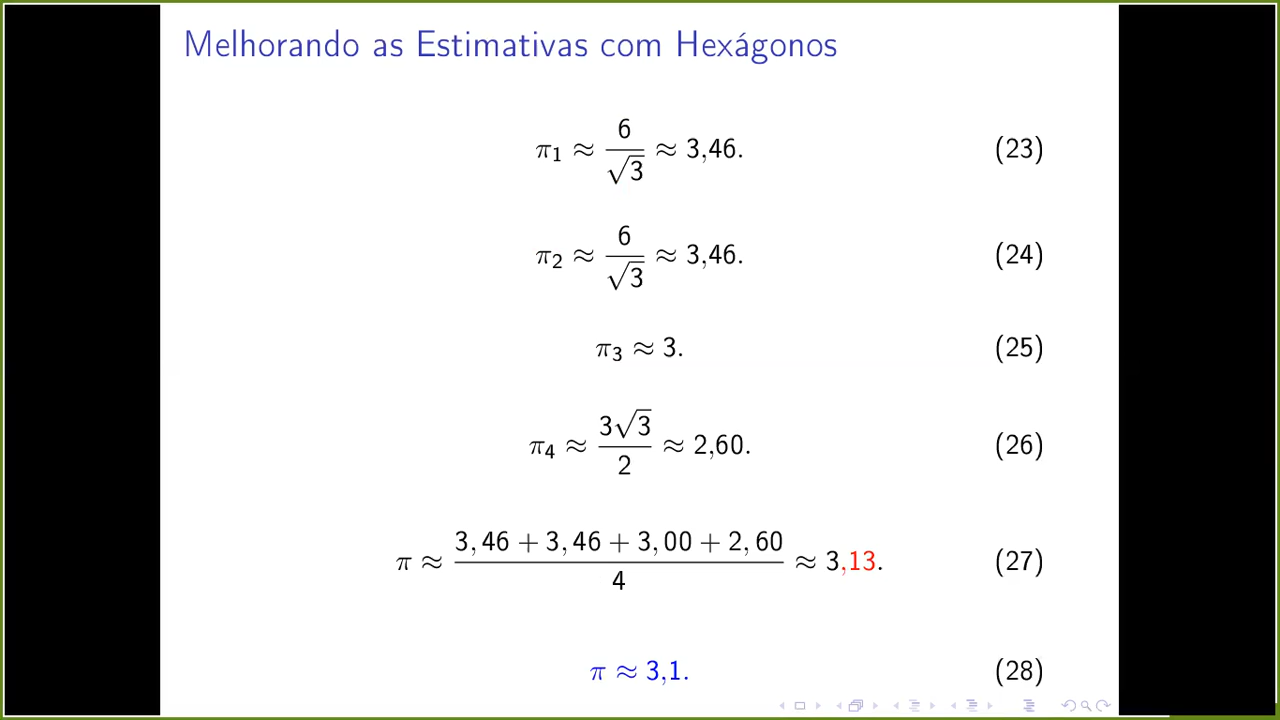 Melhorando as Estimativas com Hexágonos
π₁ ≈ 6/√3 ≈ 3,46. (23)
π₂ ≈ 6/√3 ≈ 3,46. (24)
π₃ ≈ 3. (25)
π₄ ≈ 3√3/2 ≈ 2,60. (26)
π ≈ 3,46 + 3,46 + 3,00 + 2,60/4 ≈ 3,13. (27)
π ≈ 3,1. (28)